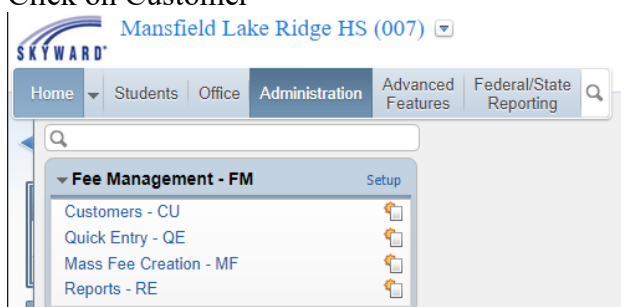 Click on Customer
Mansfield Lake Ridge HS (007)
SKYWARD
Home Students Office Administration Advanced Features Federal/State Reporting
Fee Management - FM Setup
Customers - CU
Quick Entry - QE
Mass Fee Creation - MF
Reports - RE